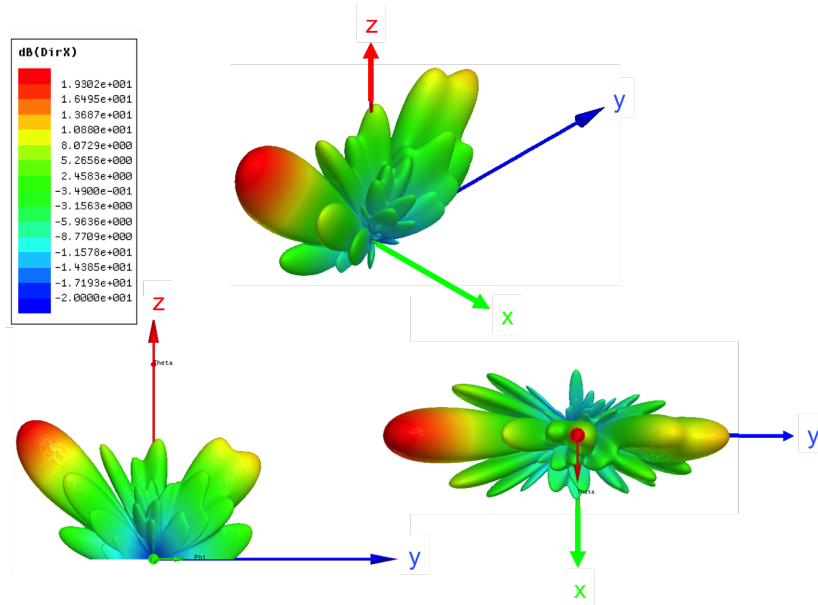 z
dB(DirX)
1.9302e+001
1.6495e+001
1.3687e+001
1.0880e+001
8.0729e+000
5.2656e+000
2.4583e+000
-3.4900e-001
-3.1563e+000
-5.9636e+000
-8.7709e+000
-1.1578e+001
-1.4385e+001
-1.7193e+001
-2.0000e+001
y
x
z
Theta
Phi
y
y
Theta
x